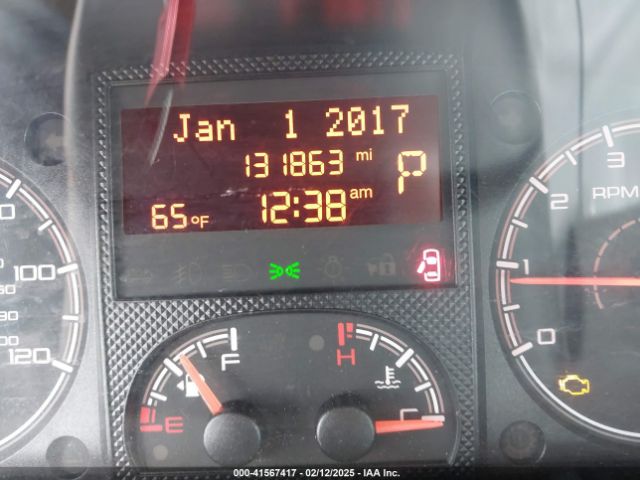 Jan 1 2017
131863 mi
P
65°F
12:38 am
100
120
F
E
H
C
3
2
RPM
1
0
000-41567417 - 02/12/2025 - IAA Inc.